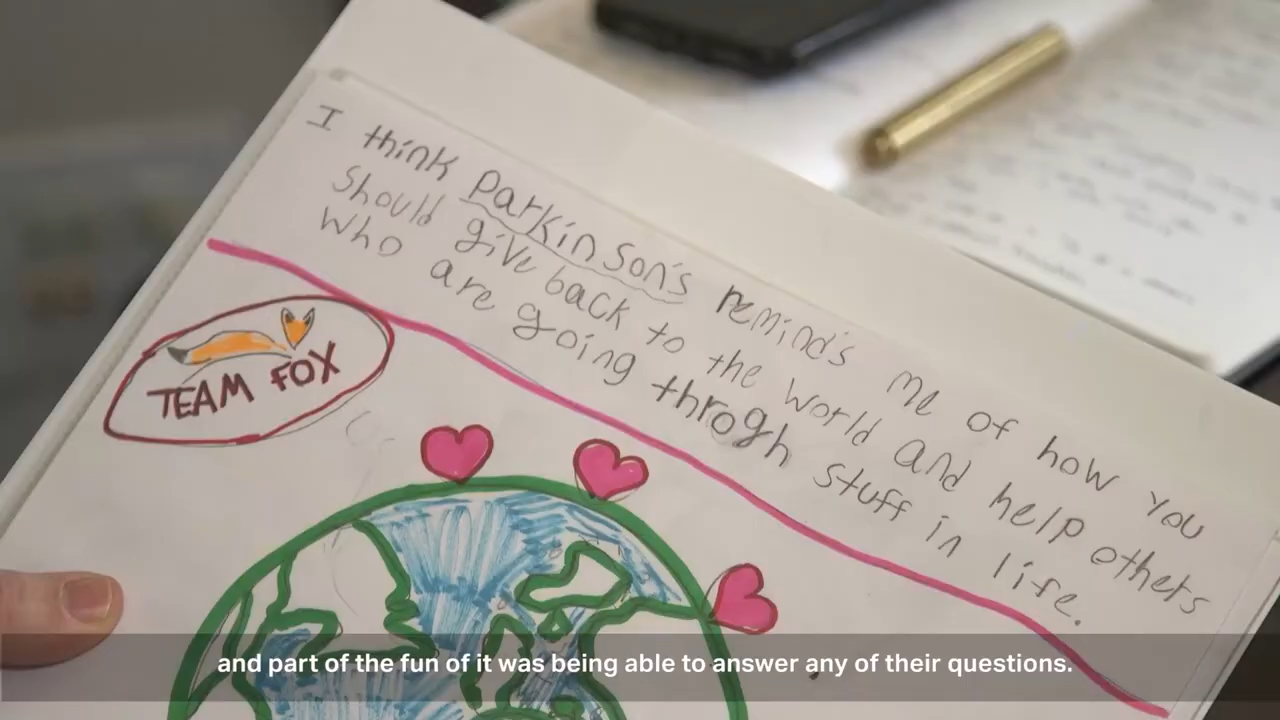 I think Parkinson's reminds me of how you
should give back to the world and help others
who are going throgh stuff in life.
TEAM FOX
and part of the fun of it was being able to answer any of their questions.